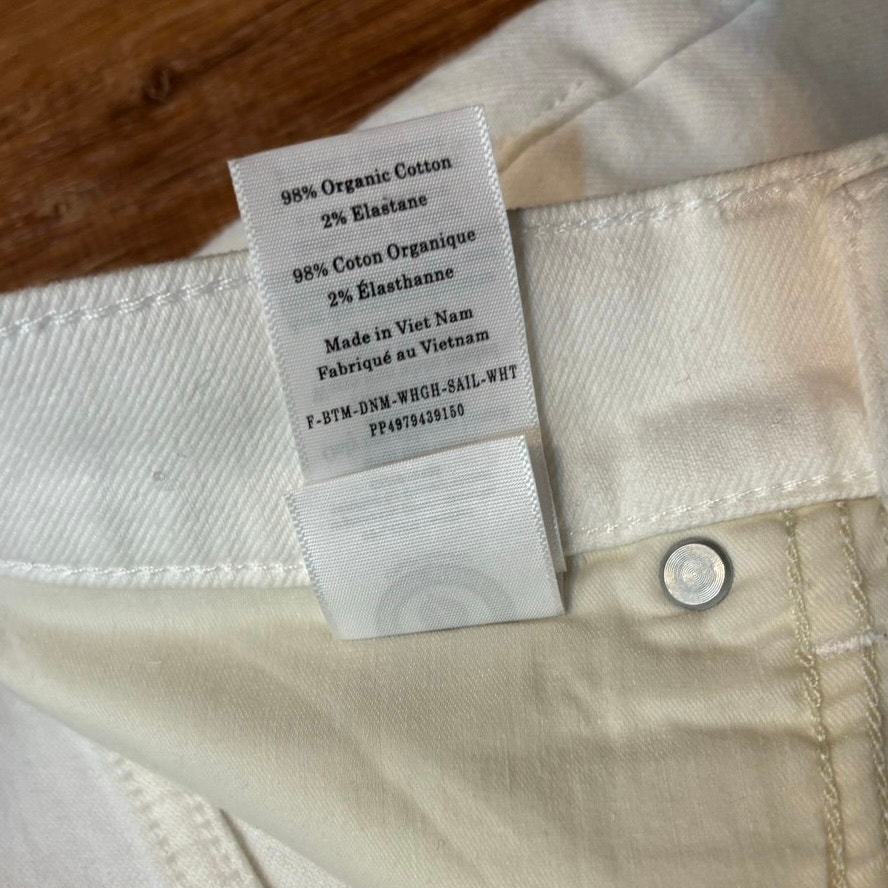 98% Organic Cotton
2% Elastane
98% Coton Organique
2% Élasthanne
Made in Viet Nam
Fabriqué au Vietnam
F-BTM-DNM-WHGH-SAIL-WHT
PP4979439150